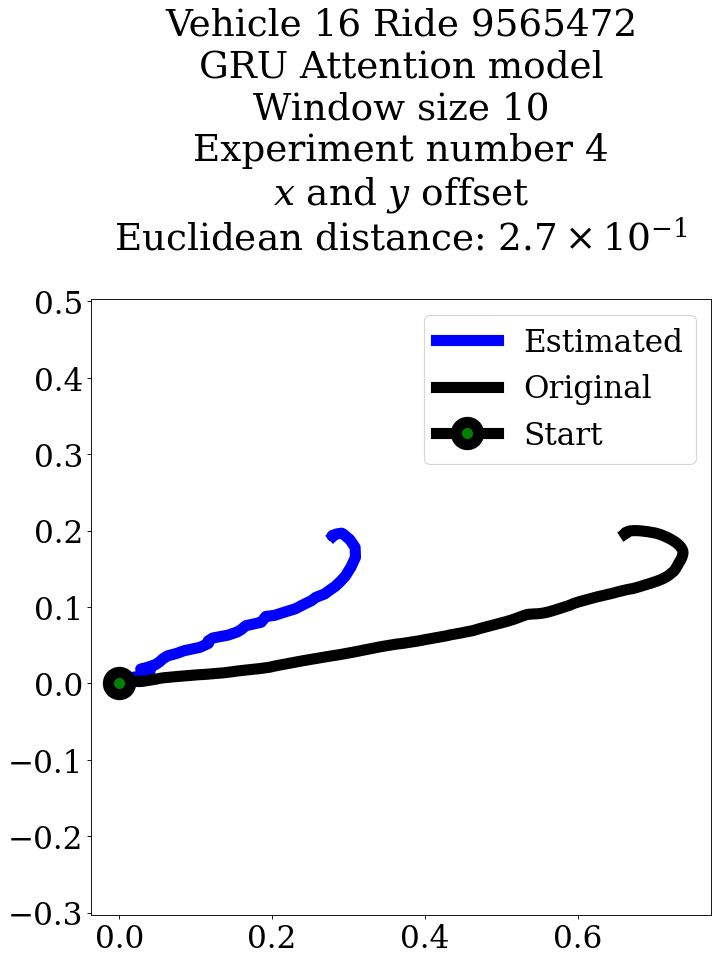 Vehicle 16 Ride 9565472
GRU Attention model
Window size 10
Experiment number 4
x and y offset
Euclidean distance: 2.7 × 10⁻¹
0.5
0.4
0.3
0.2
0.1
0.0
−0.1
−0.2
−0.3
Estimated
Original
Start
0.0 0.2 0.4 0.6